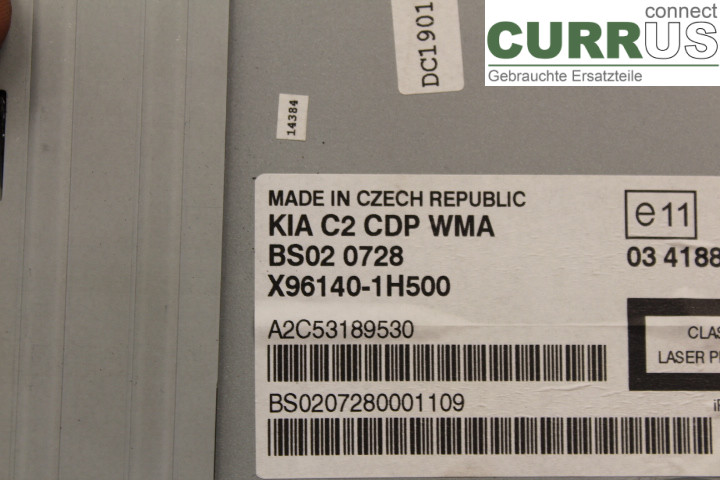 connect
CURRUS
Gebrauchte Ersatzteile
DC1901
14384
MADE IN CZECH REPUBLIC
KIA C2 CDP WMA
BS02 0728
X96140-1H500
e11
03 4188
A2C53189530
LASER
BS0207280001109